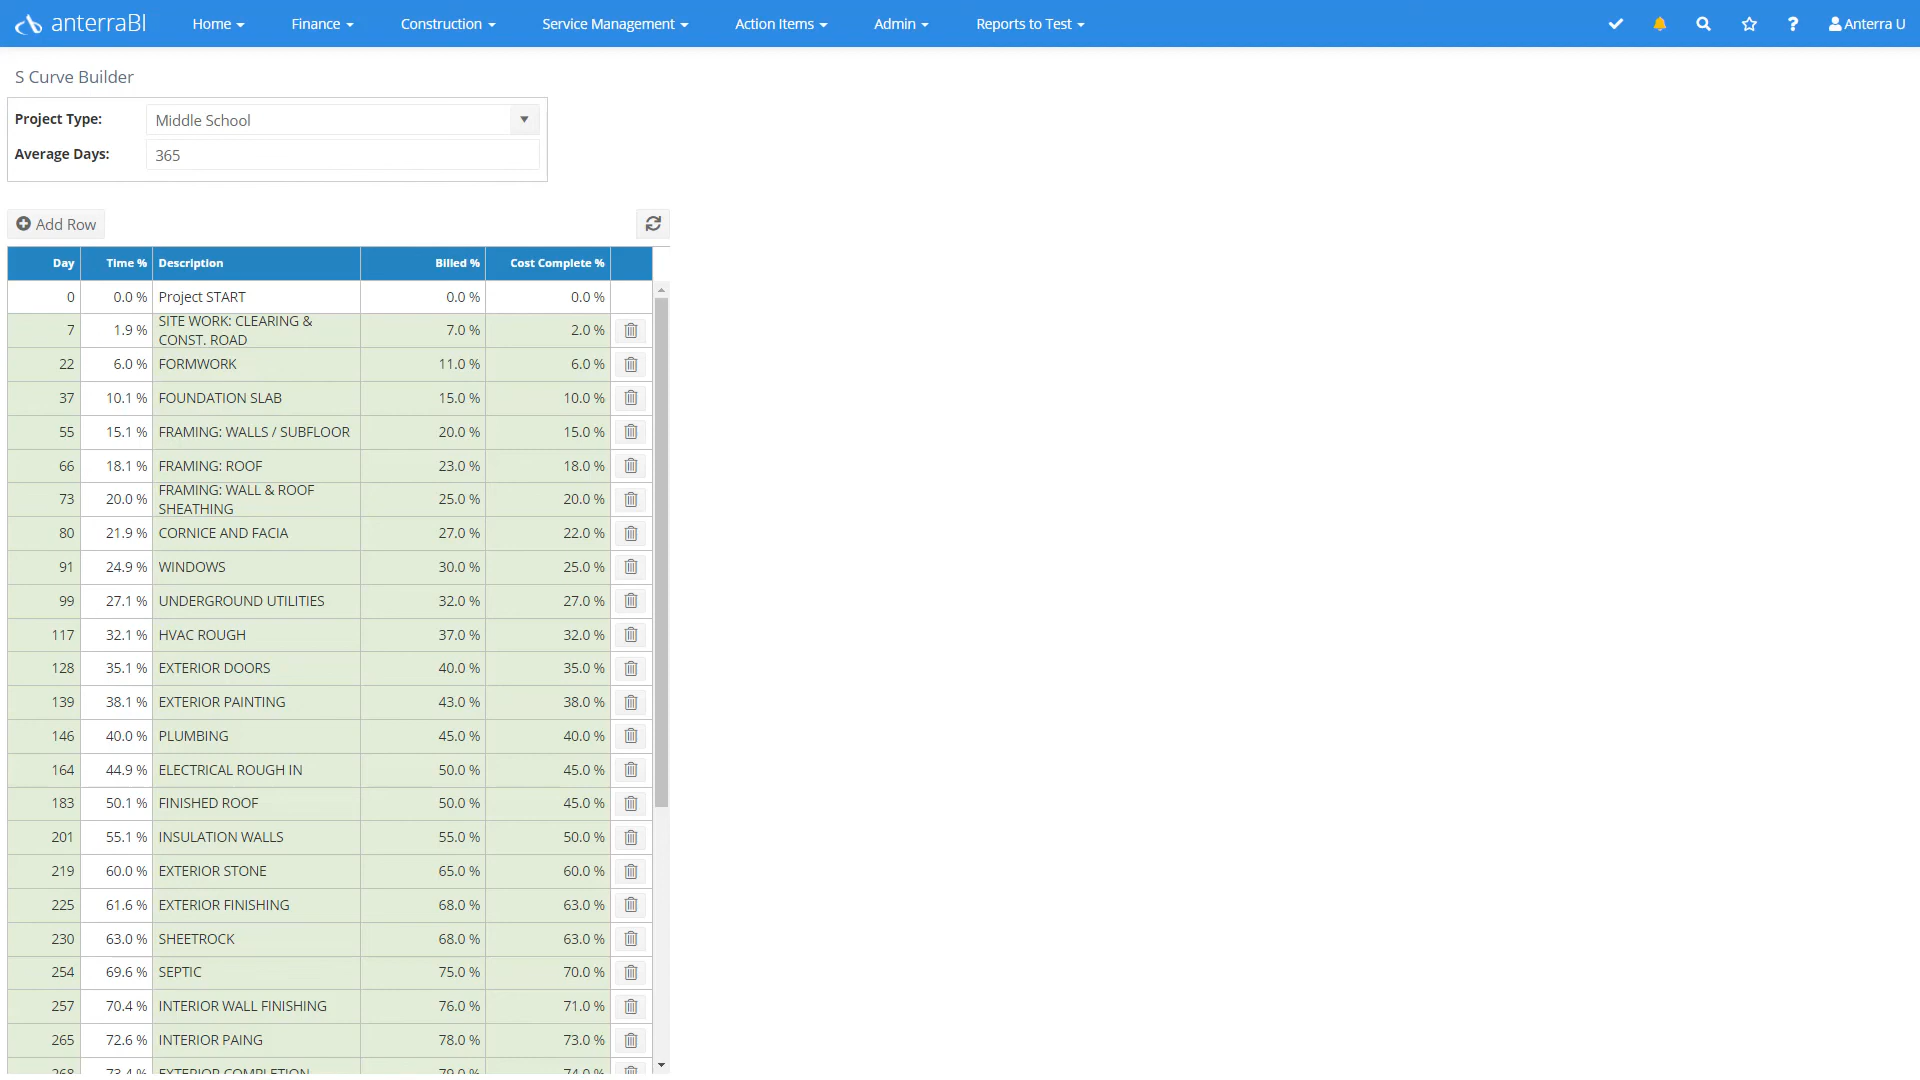 anterraBI Home Finance Construction Service Management Action Items Admin Reports to Test ? Anterra U
S Curve Builder
Project Type: Middle School
Average Days: 365
Add Row
Day Time % Description Billed % Cost Complete %
0 0.0 % Project START 0.0 % 0.0 %
7 1.9 % SITE WORK: CLEARING & CONST. ROAD 7.0 % 2.0 %
22 6.0 % FORMWORK 11.0 % 6.0 %
37 10.1 % FOUNDATION SLAB 15.0 % 10.0 %
55 15.1 % FRAMING: WALLS / SUBFLOOR 20.0 % 15.0 %
66 18.1 % FRAMING: ROOF 23.0 % 18.0 %
73 20.0 % FRAMING: WALL & ROOF SHEATHING 25.0 % 20.0 %
80 21.9 % CORNICE AND FACIA 27.0 % 22.0 %
91 24.9 % WINDOWS 30.0 % 25.0 %
99 27.1 % UNDERGROUND UTILITIES 32.0 % 27.0 %
117 32.1 % HVAC ROUGH 37.0 % 32.0 %
128 35.1 % EXTERIOR DOORS 40.0 % 35.0 %
139 38.1 % EXTERIOR PAINTING 43.0 % 38.0 %
146 40.0 % PLUMBING 45.0 % 40.0 %
164 44.9 % ELECTRICAL ROUGH IN 50.0 % 45.0 %
183 50.1 % FINISHED ROOF 50.0 % 45.0 %
201 55.1 % INSULATION WALLS 55.0 % 50.0 %
219 60.0 % EXTERIOR STONE 65.0 % 60.0 %
225 61.6 % EXTERIOR FINISHING 68.0 % 63.0 %
230 63.0 % SHEETROCK 68.0 % 63.0 %
254 69.6 % SEPTIC 75.0 % 70.0 %
257 70.4 % INTERIOR WALL FINISHING 76.0 % 71.0 %
265 72.6 % INTERIOR PAING 78.0 % 73.0 %
268 73.4 % EXTERIOR COMPLETION 79.0 % 74.0 %